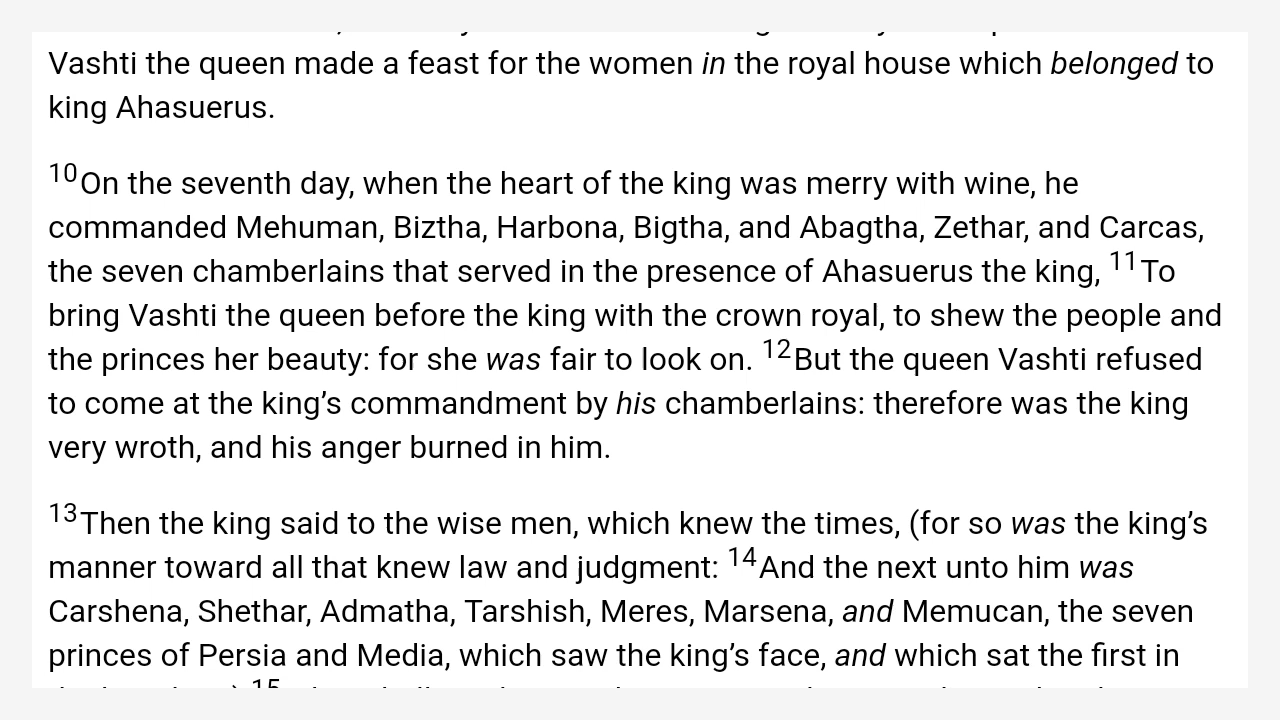 Vashti the queen made a feast for the women in the royal house which belonged to
king Ahasuerus.
10On the seventh day, when the heart of the king was merry with wine, he
commanded Mehuman, Biztha, Harbona, Bigtha, and Abagtha, Zethar, and Carcas,
the seven chamberlains that served in the presence of Ahasuerus the king, 11To
bring Vashti the queen before the king with the crown royal, to shew the people and
the princes her beauty: for she was fair to look on. 12But the queen Vashti refused
to come at the king’s commandment by his chamberlains: therefore was the king
very wroth, and his anger burned in him.
13Then the king said to the wise men, which knew the times, (for so was the king’s
manner toward all that knew law and judgment: 14And the next unto him was
Carshena, Shethar, Admatha, Tarshish, Meres, Marsena, and Memucan, the seven
princes of Persia and Media, which saw the king’s face, and which sat the first in
15